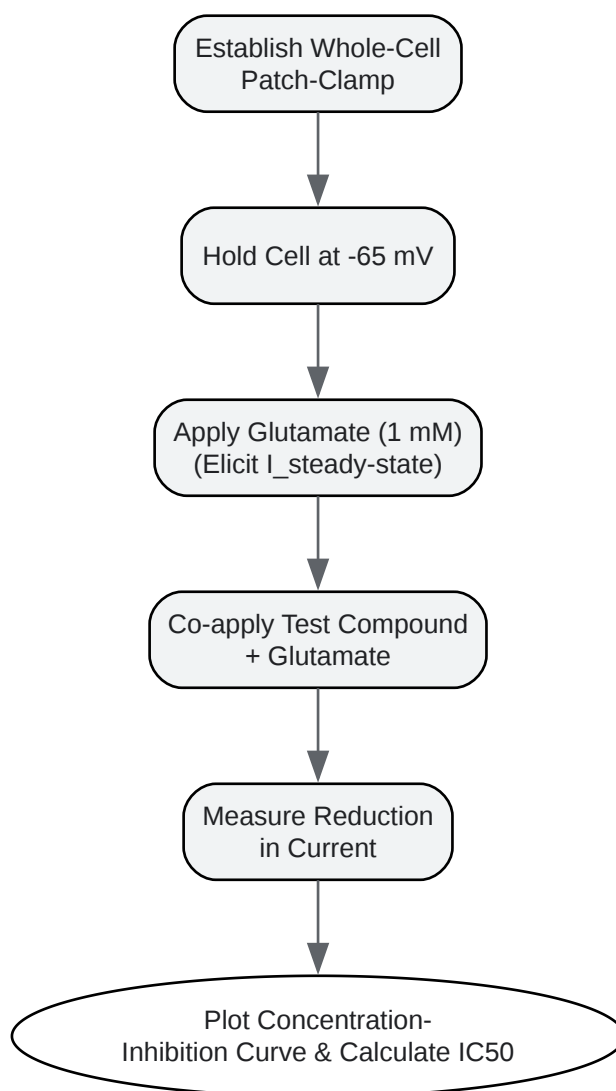 Establish Whole-Cell
Patch-Clamp
Hold Cell at -65 mV
Apply Glutamate (1 mM)
(Elicit I_steady-state)
Co-apply Test Compound
+ Glutamate
Measure Reduction
in Current
Plot Concentration-
Inhibition Curve & Calculate IC50